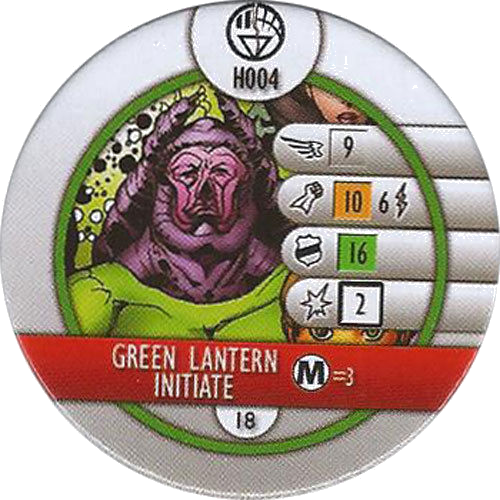 H004
9
10 6
16
2
GREEN LANTERN
INITIATE
M =3
18